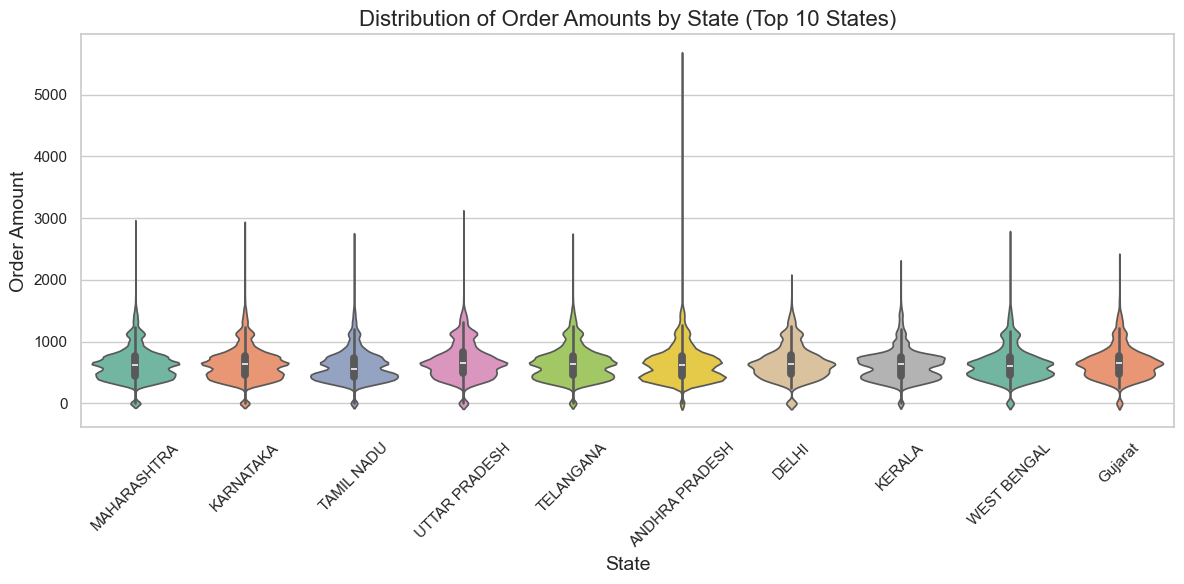 Distribution of Order Amounts by State (Top 10 States)
Order Amount
5000
4000
3000
2000
1000
0
MAHARASHTRA
KARNATAKA
TAMIL NADU
UTTAR PRADESH
TELANGANA
ANDHRA PRADESH
DELHI
KERALA
WEST BENGAL
Gujarat
State